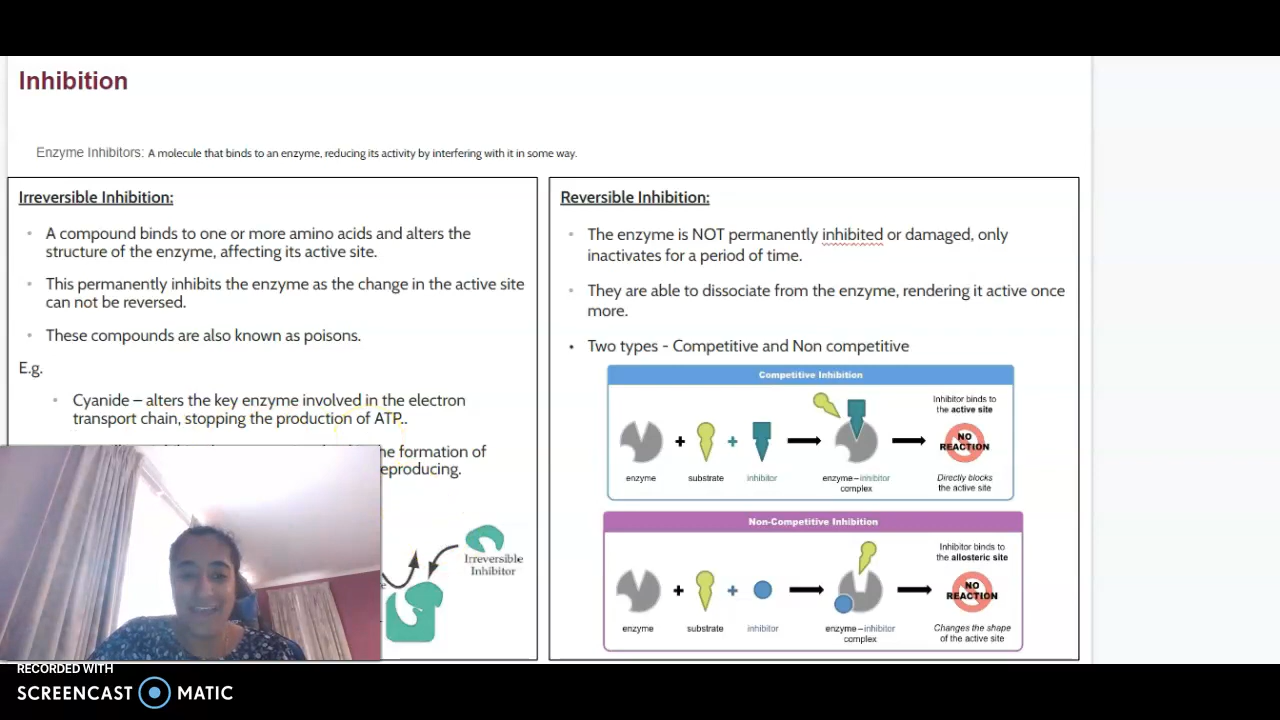 Inhibition
Enzyme Inhibitors: A molecule that binds to an enzyme, reducing its activity by interfering with it in some way.
Irreversible Inhibition:
A compound binds to one or more amino acids and alters the
structure of the enzyme, affecting its active site.
This permanently inhibits the enzyme as the change in the active site
can not be reversed.
These compounds are also known as poisons.
E.g.
Cyanide – alters the key enzyme involved in the electron
transport chain, stopping the production of ATP..
he formation of
eproducing.
Irreversible
Inhibitor
Reversible Inhibition:
The enzyme is NOT permanently inhibited or damaged, only
inactivates for a period of time.
They are able to dissociate from the enzyme, rendering it active once
more.
• Two types - Competitive and Non competitive
Competitive Inhibition
Inhibitor binds to
the active site
+ +
NO
REACTION
enzyme substrate inhibitor enzyme–inhibitor
complex
Directly blocks
the active site
Non-Competitive Inhibition
Inhibitor binds to
the allosteric site
+ +
NO
REACTION
enzyme substrate inhibitor enzyme–inhibitor
complex
Changes the shape
of the active site
RECORDED WITH
SCREENCAST MATIC